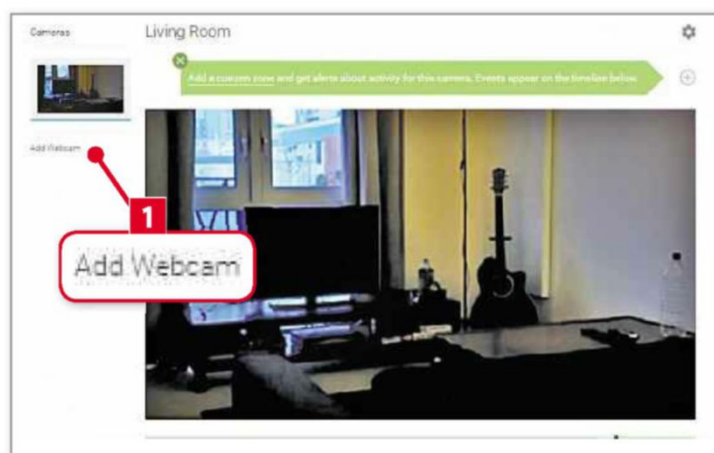 Cameras
Living Room
Add a custom zone and get alerts about activity for this camera. Events appear on the timeline below.
Add Webcam
1
Add Webcam